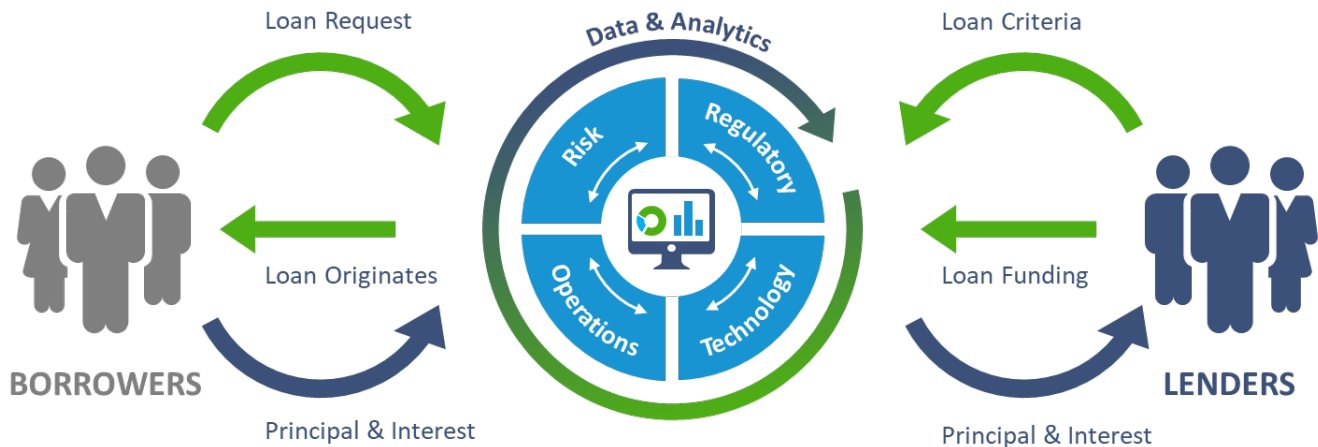 Loan Request
Data & Analytics
Loan Criteria
Risk
Regulatory
Loan Originates
Operations
Technology
Loan Funding
BORROWERS
LENDERS
Principal & Interest
Principal & Interest